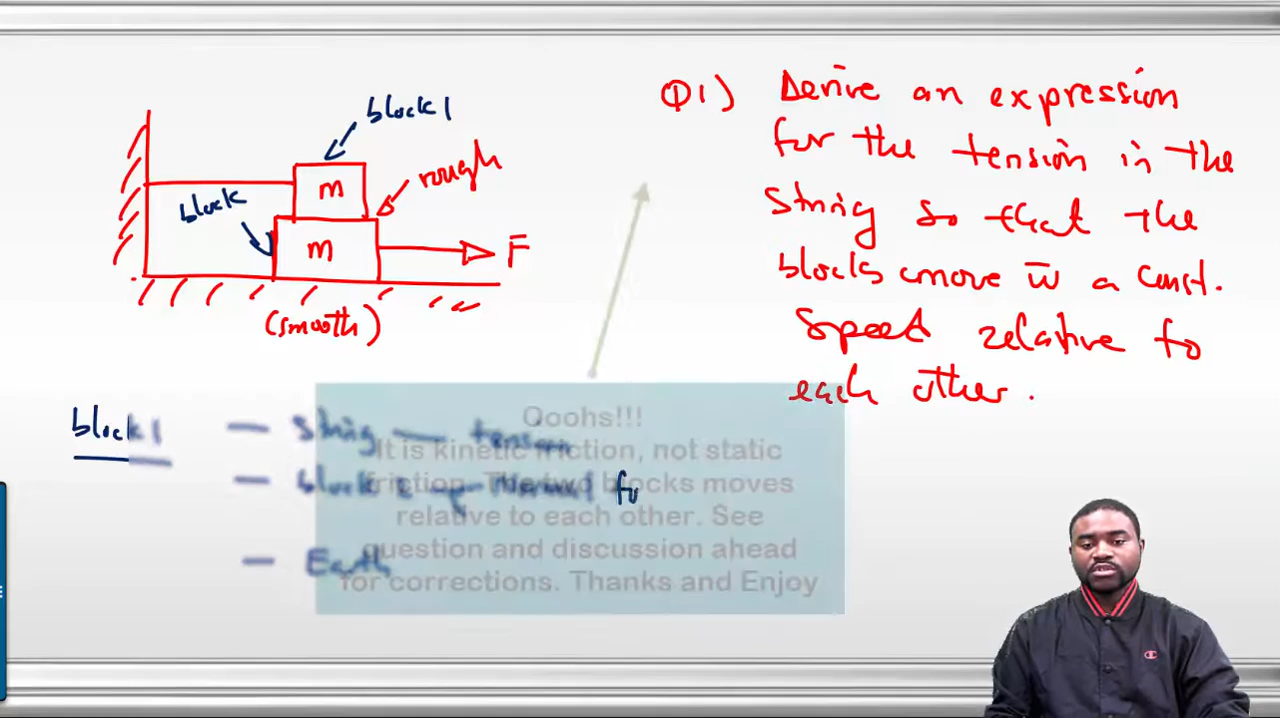 block1
rough
block
m
m
F
(smooth)
Q1) Derive an expression
for the tension in the
string so that the
blocks move w̄ a const.
Speed relative to
each other.
block1 — String — tension
— block 2 — Normal fo
— Earth
Ooohs!!!
It is kinetic friction, not static
friction. The two blocks moves
relative to each other. See
question and discussion ahead
for corrections. Thanks and Enjoy